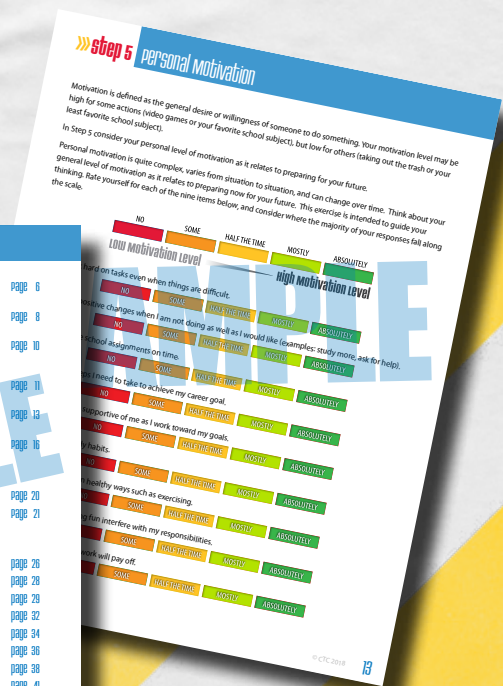 »» step 5 personal Motivation
Motivation is defined as the general desire or willingness of someone to do something. Your motivation level may be
high for some actions (video games or your favorite school subject), but low for others (taking out the trash or your
least favorite school subject).
In Step 5 consider your personal level of motivation as it relates to preparing for your future.
Personal motivation is quite complex, varies from situation to situation, and can change over time. Think about your
general level of motivation as it relates to preparing now for your future. This exercise is intended to guide your
thinking. Rate yourself for each of the nine items below, and consider where the majority of your responses fall along
the scale.
NO SOME HALF THE TIME MOSTLY ABSOLUTELY
Low Motivation Level High Motivation Level
hard on tasks even when things are difficult.
NO SOME HALF THE TIME MOSTLY ABSOLUTELY
positive changes when I am not doing as well as I would like (examples: study more, ask for help).
NO SOME HALF THE TIME MOSTLY ABSOLUTELY
school assignments on time.
NO SOME HALF THE TIME MOSTLY ABSOLUTELY
I need to take to achieve my career goal.
NO SOME HALF THE TIME MOSTLY ABSOLUTELY
supportive of me as I work toward my goals.
NO SOME HALF THE TIME MOSTLY ABSOLUTELY
habits.
NO SOME HALF THE TIME MOSTLY ABSOLUTELY
healthy ways such as exercising.
NO SOME HALF THE TIME MOSTLY ABSOLUTELY
fun interfere with my responsibilities.
SOME HALF THE TIME MOSTLY ABSOLUTELY
work will pay off.
SOME HALF THE TIME MOSTLY ABSOLUTELY
© CTC 2018 13
page 6
page 8
page 10
page 11
page 13
page 16
page 20
page 21
page 26
page 28
page 29
page 32
page 34
page 36
page 38
page 41